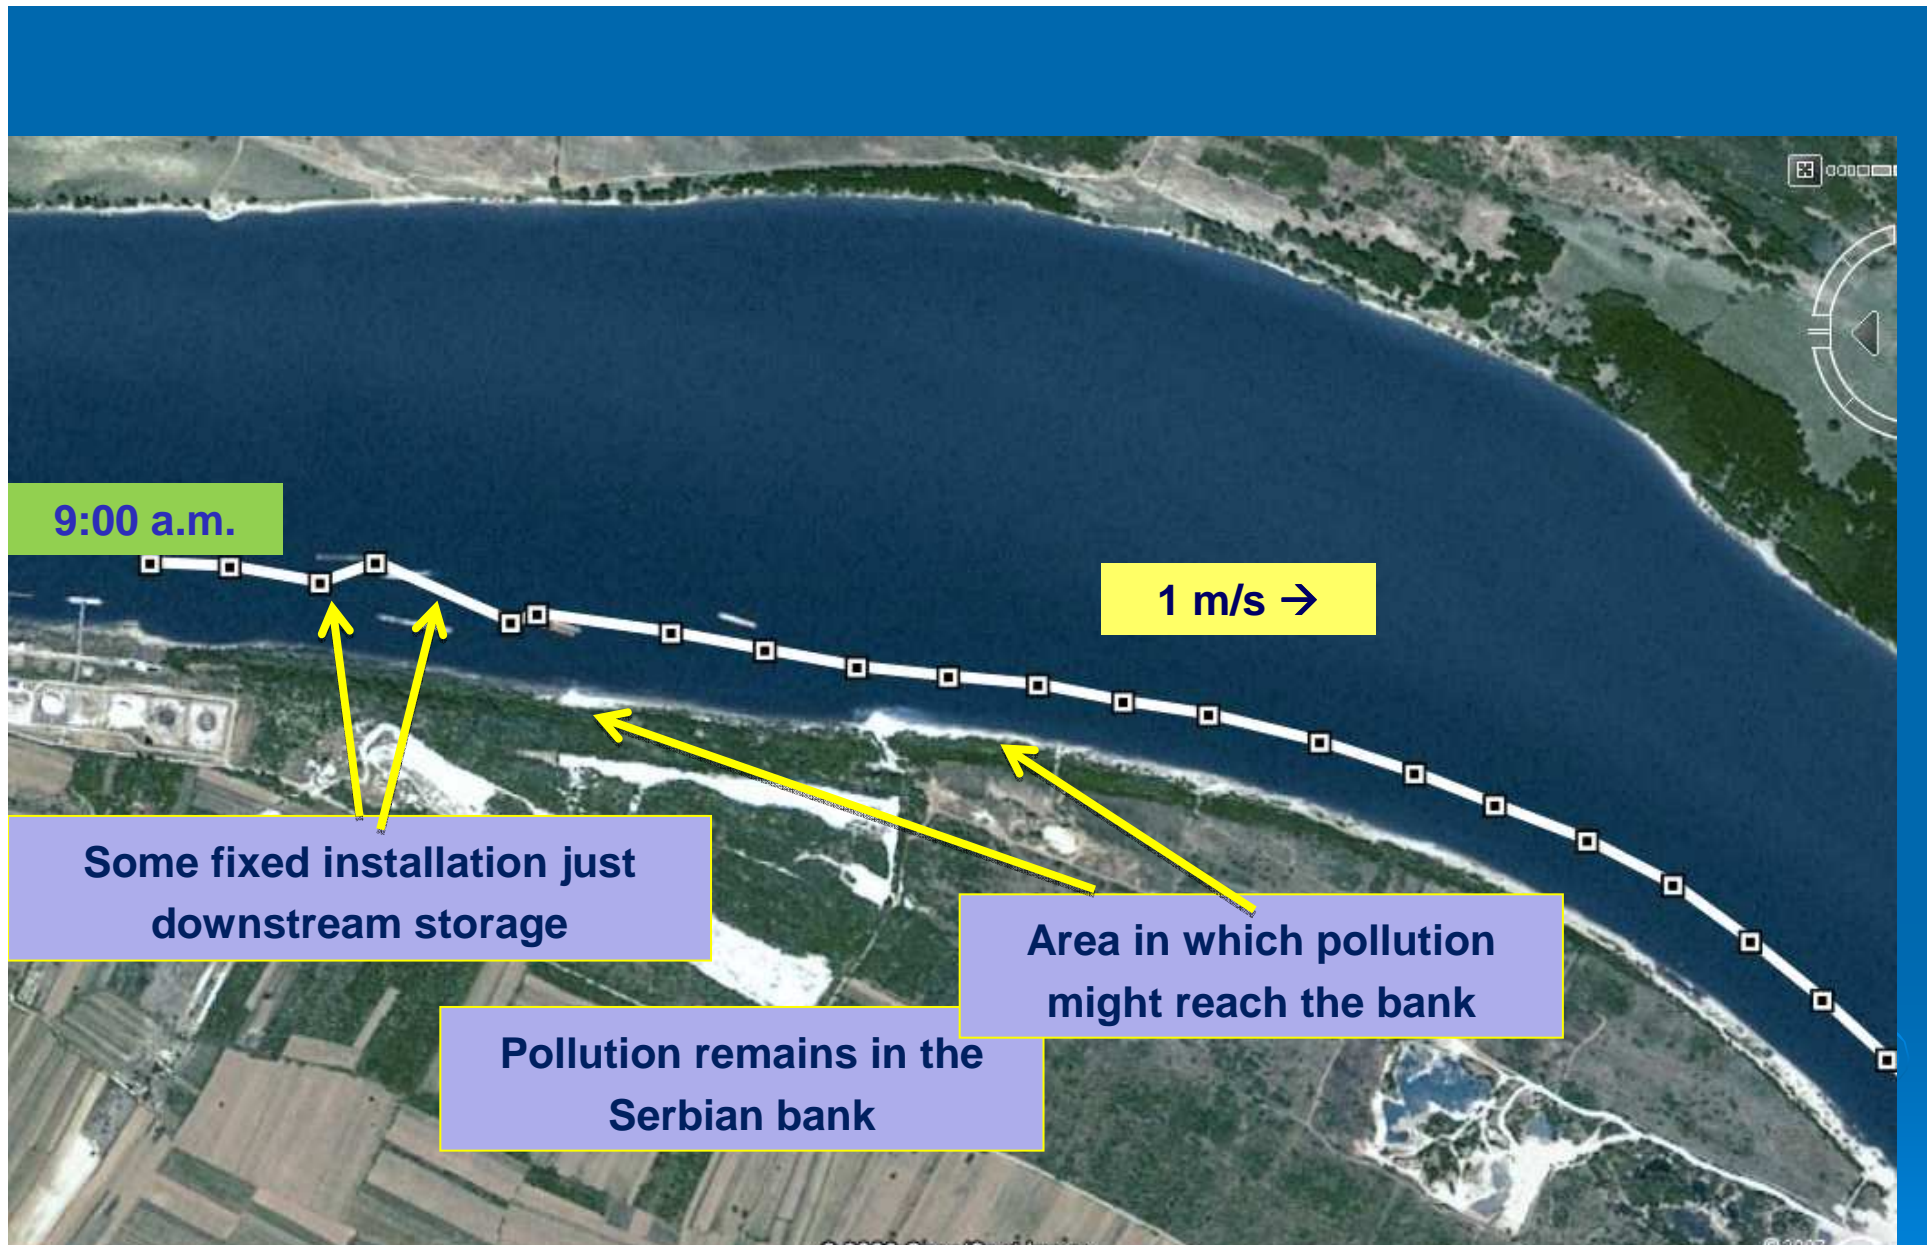 9:00 a.m.
1 m/s →
Some fixed installation just
downstream storage
Area in which pollution
might reach the bank
Pollution remains in the
Serbian bank